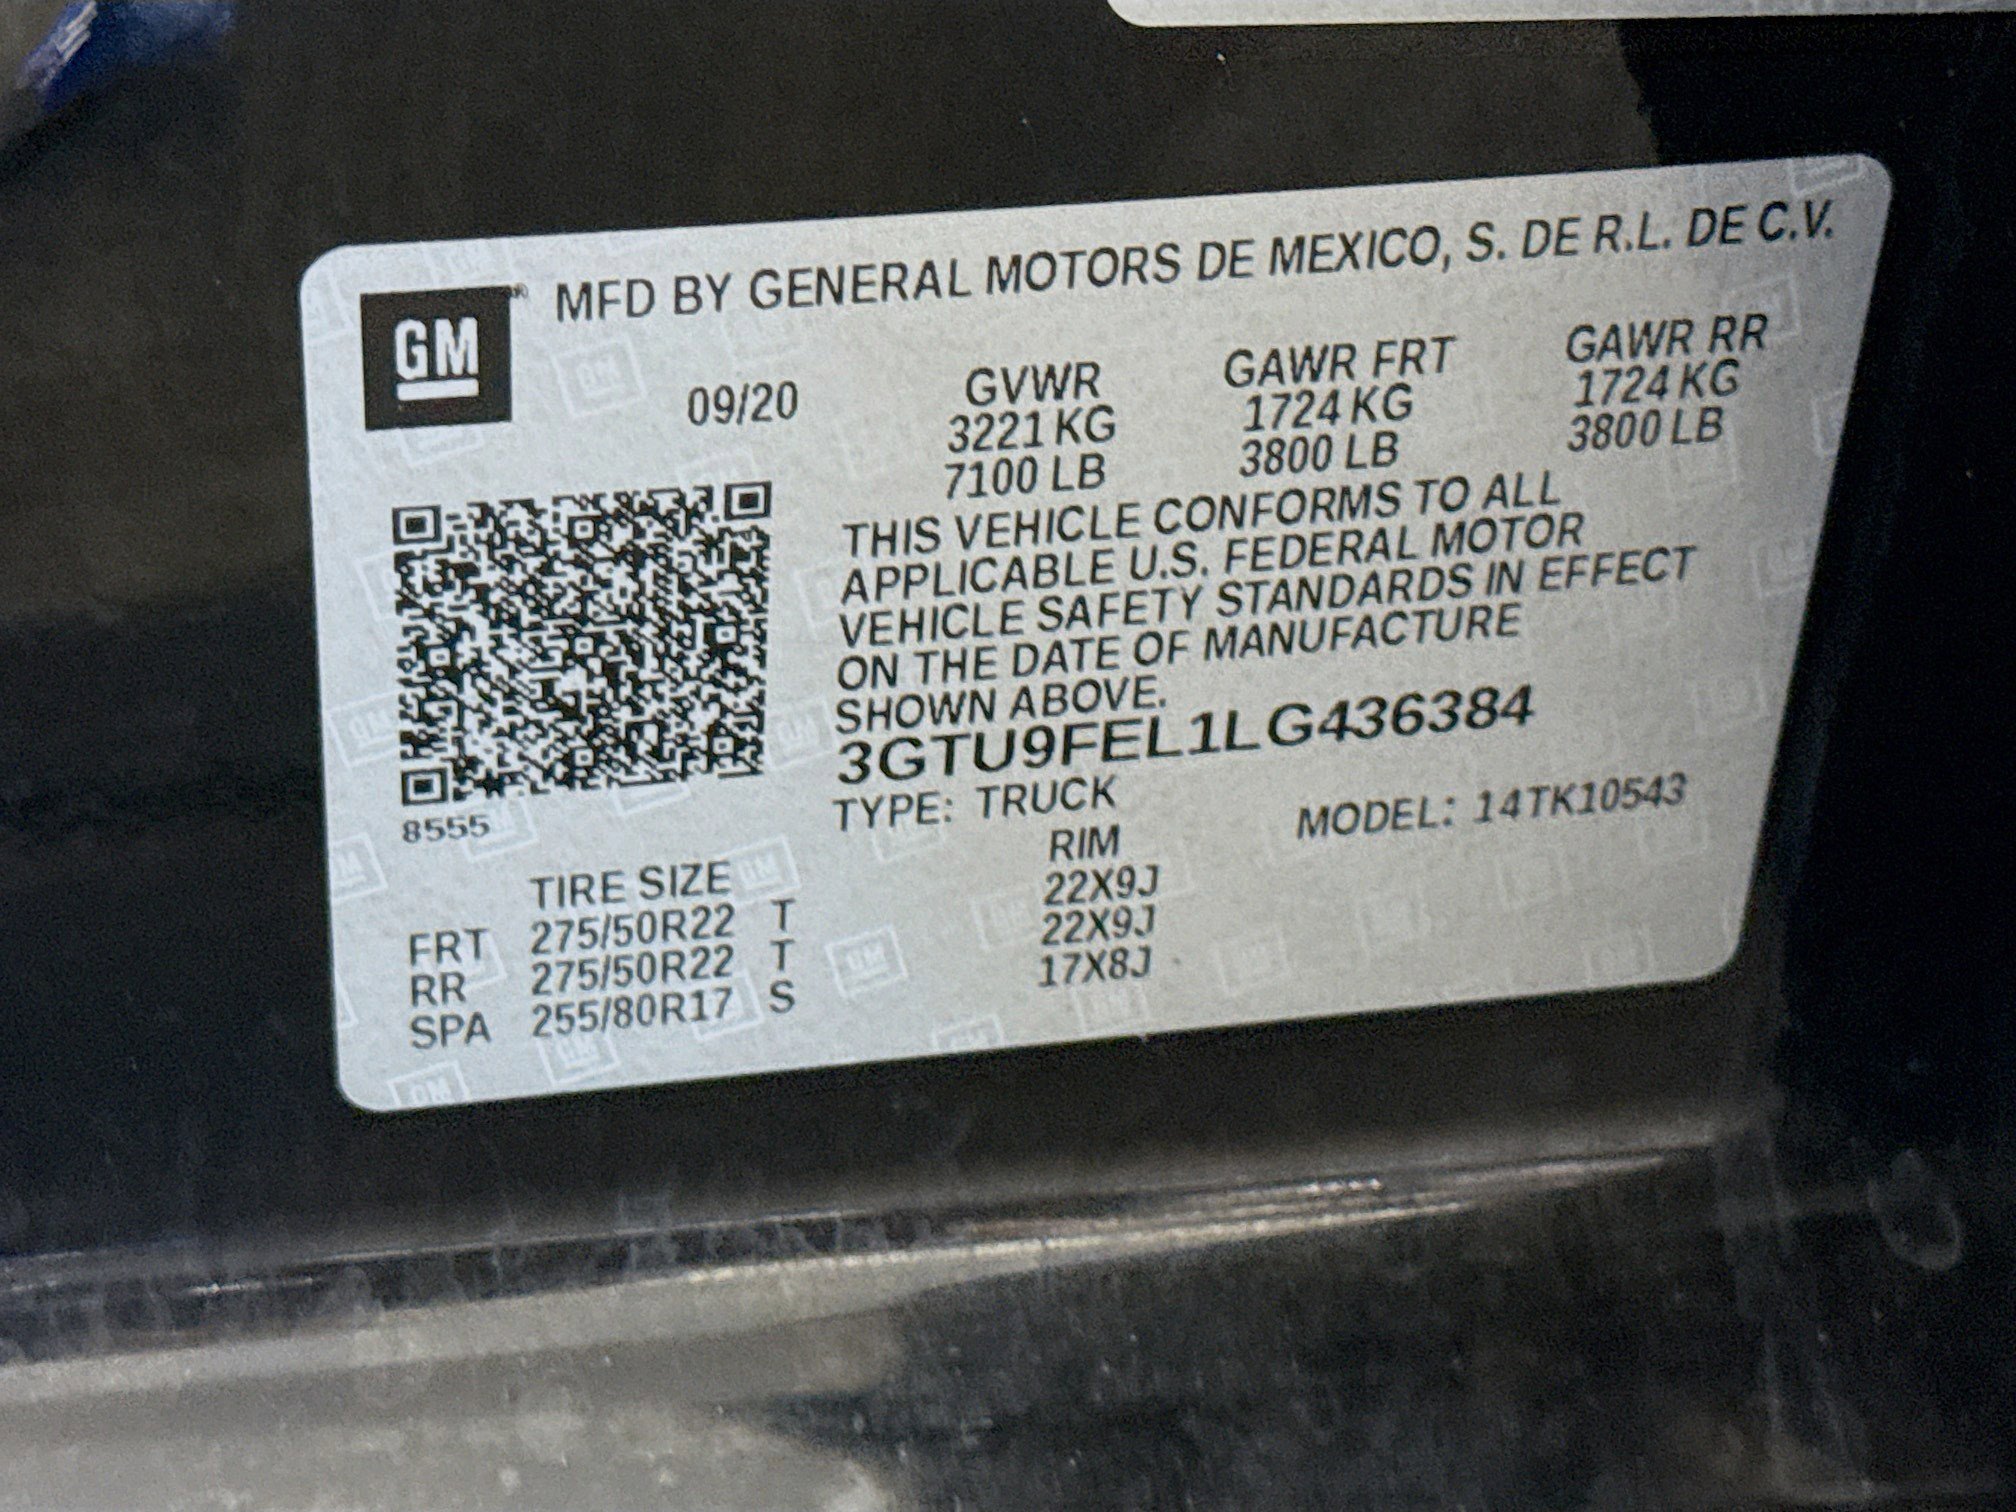 GM
MFD BY GENERAL MOTORS DE MEXICO, S. DE R.L. DE C.V.
09/20 GVWR GAWR FRT GAWR RR
3221 KG 1724 KG 1724 KG
7100 LB 3800 LB 3800 LB
THIS VEHICLE CONFORMS TO ALL
APPLICABLE U.S. FEDERAL MOTOR
VEHICLE SAFETY STANDARDS IN EFFECT
ON THE DATE OF MANUFACTURE
SHOWN ABOVE.
3GTU9FEL1LG436384
8555
TYPE: TRUCK MODEL: 14TK10543
TIRE SIZE RIM
FRT 275/50R22 T 22X9J
RR 275/50R22 T 22X9J
SPA 255/80R17 S 17X8J